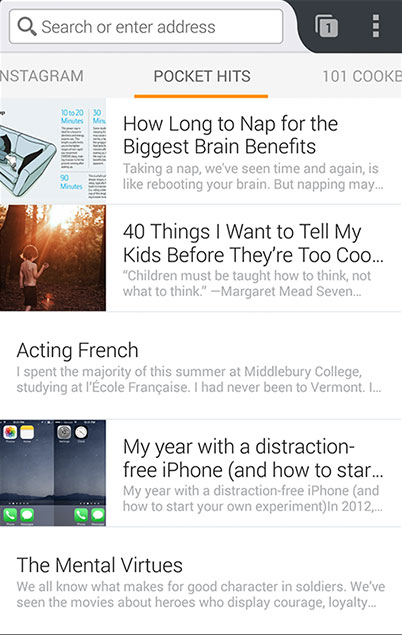 Search or enter address
1
NSTAGRAM
POCKET HITS
101 COOKB
10 to 20
Minutes
30
Minutes
90
Minutes
How Long to Nap for the
Biggest Brain Benefits
Taking a nap, we've seen time and again, is
like rebooting your brain. But napping may…
40 Things I Want to Tell My
Kids Before They're Too Coo…
“Children must be taught how to think, not
what to think.” —Margaret Mead Seven…
Acting French
I spent the majority of this summer at Middlebury College,
studying at l'École Française. I had never been to Vermont. I…
My year with a distraction-
free iPhone (and how to star…
My year with a distraction-free iPhone (and
how to start your own experiment)In 2012,…
The Mental Virtues
We all know what makes for good character in soldiers. We've
seen the movies about heroes who display courage, loyalty…